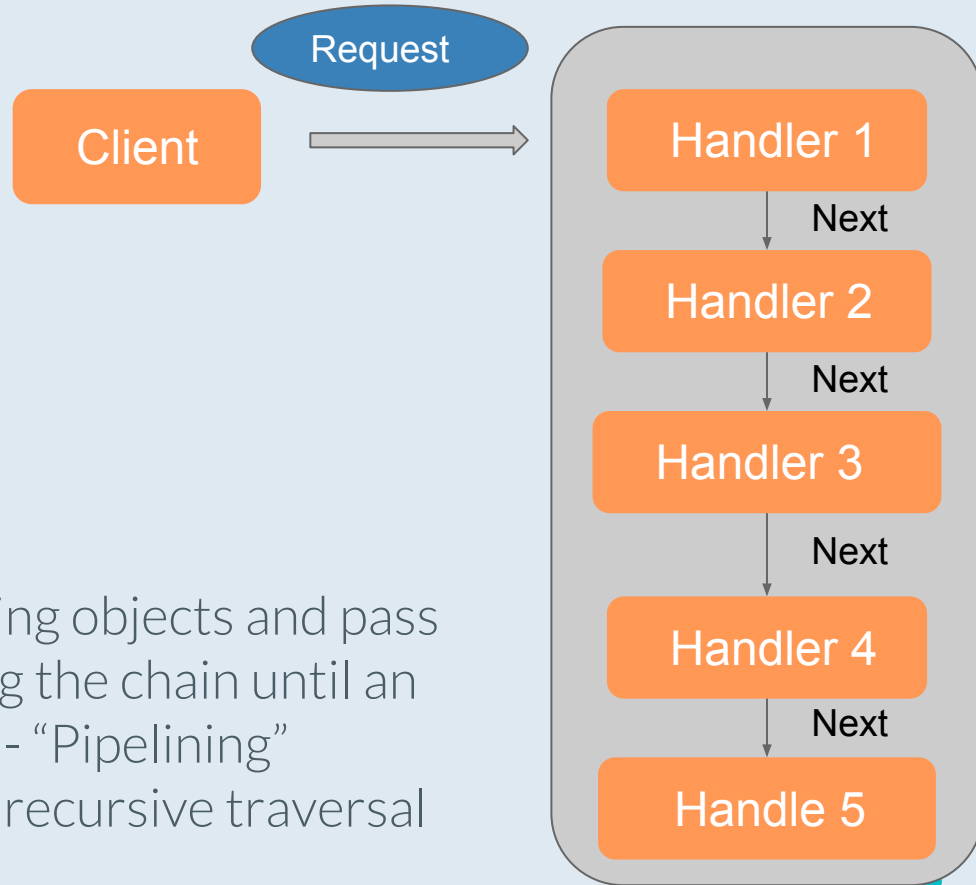 Request
Client
Handler 1
Next
Handler 2
Next
Handler 3
Next
Handler 4
Next
Handle 5
ing objects and pass
g the chain until an
- “Pipelining”
recursive traversal